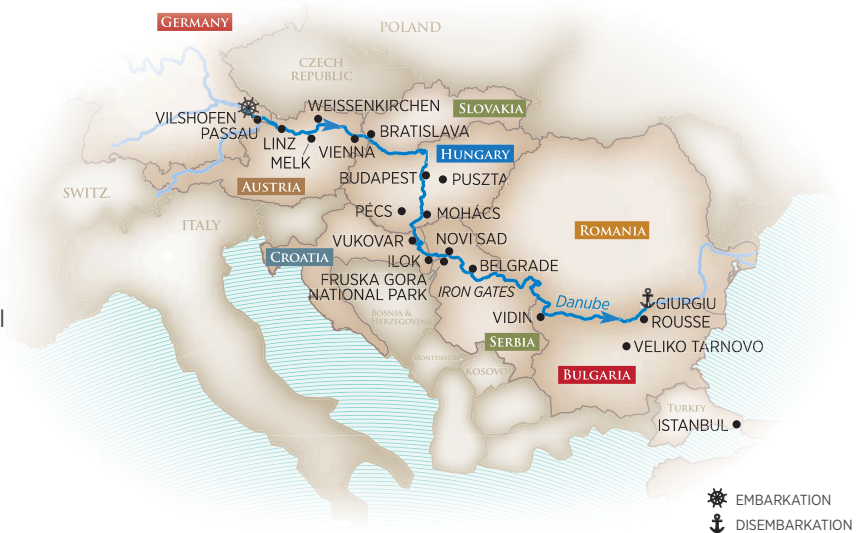 GERMANY
POLAND
CZECH
REPUBLIC
SLOVAKIA
WEISSENKIRCHEN
VILSHOFEN
PASSAU
BRATISLAVA
LINZ
MELK
VIENNA
HUNGARY
BUDAPEST
PUSZTA
AUSTRIA
SWITZ.
ITALY
PÉCS
MOHÁCS
ROMANIA
VUKOVAR
NOVI SAD
CROATIA
ILOK
BELGRADE
FRUSKA GORA
NATIONAL PARK
IRON GATES
Danube
GIURGIU
ROUSSE
BOSNIA &
HERZEGOVENA
VIDIN
SERBIA
VELIKO TARNOVO
MONTENEGRO
KOSOVO
BULGARIA
TURKEY
ISTANBUL
EMBARKATION
DISEMBARKATION